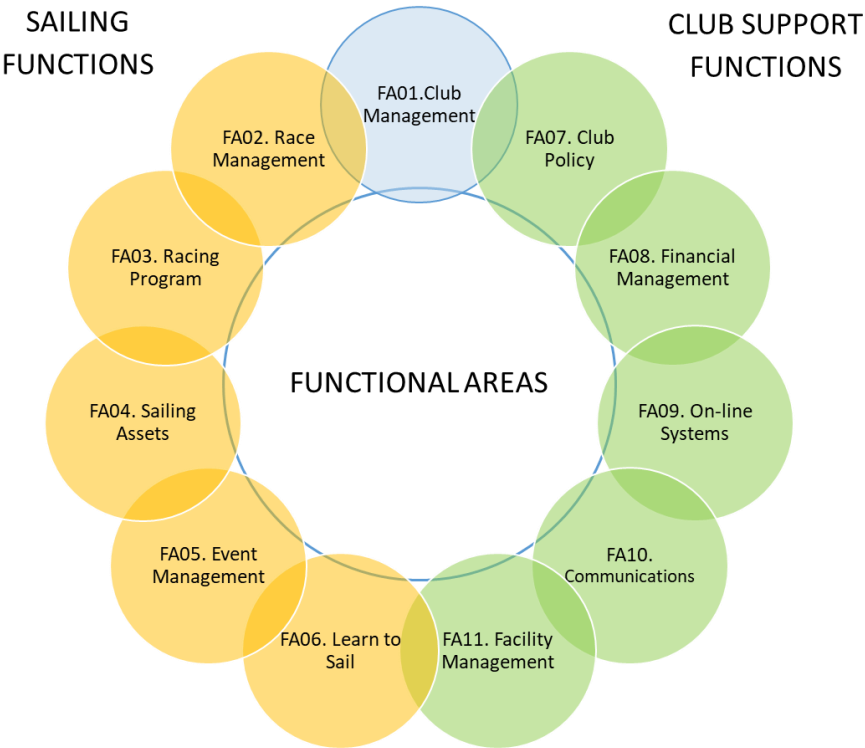 SAILING
FUNCTIONS
CLUB SUPPORT
FUNCTIONS
FA01.Club
Management
FA02. Race
Management
FA07. Club
Policy
FA03. Racing
Program
FA08. Financial
Management
FUNCTIONAL AREAS
FA04. Sailing
Assets
FA09. On-line
Systems
FA05. Event
Management
FA10.
Communications
FA06. Learn to
Sail
FA11. Facility
Management